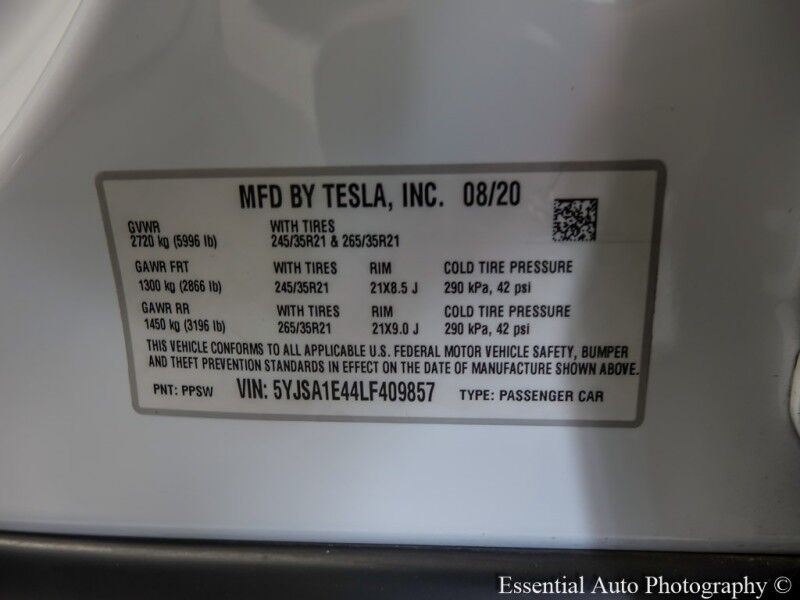 MFD BY TESLA, INC. 08/20
GVWR WITH TIRES
2720 kg (5996 lb) 245/35R21 & 265/35R21
GAWR FRT WITH TIRES RIM COLD TIRE PRESSURE
1300 kg (2866 lb) 245/35R21 21X8.5 J 290 kPa, 42 psi
GAWR RR WITH TIRES RIM COLD TIRE PRESSURE
1450 kg (3196 lb) 265/35R21 21X9.0 J 290 kPa, 42 psi
THIS VEHICLE CONFORMS TO ALL APPLICABLE U.S. FEDERAL MOTOR VEHICLE SAFETY, BUMPER
AND THEFT PREVENTION STANDARDS IN EFFECT ON THE DATE OF MANUFACTURE SHOWN ABOVE.
PNT: PPSW VIN: 5YJSA1E44LF409857 TYPE: PASSENGER CAR
Essential Auto Photography ©